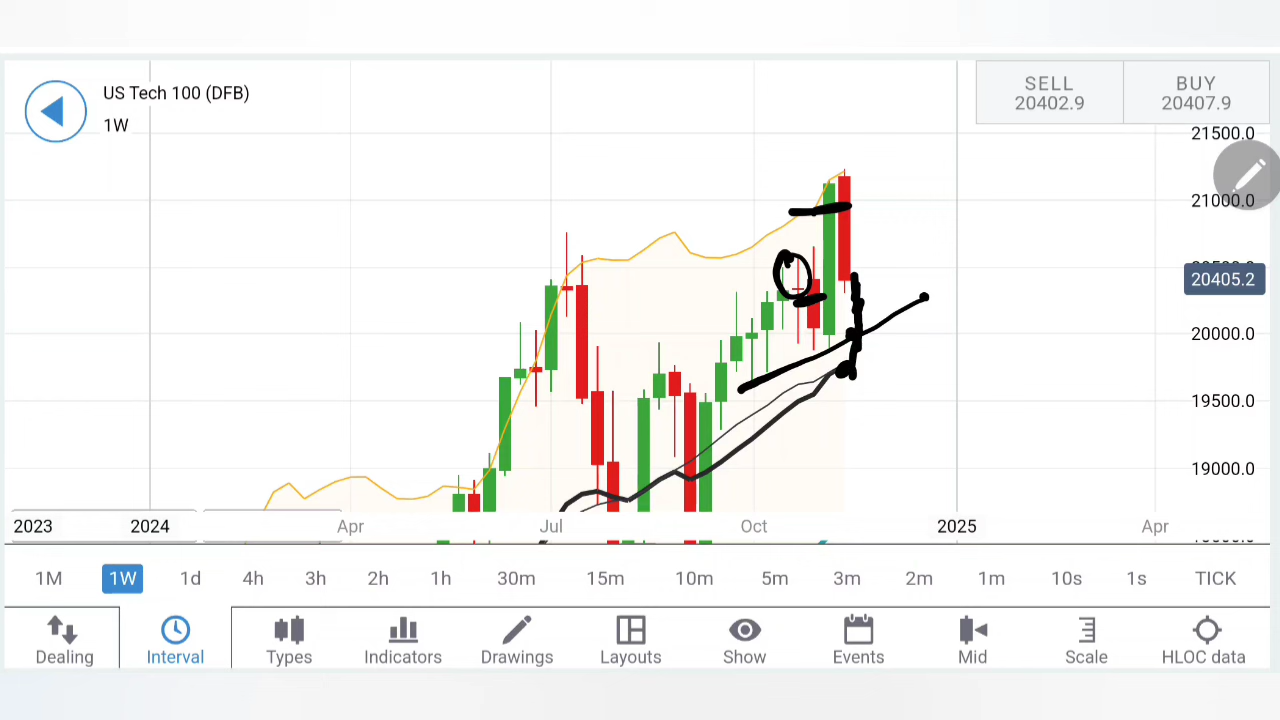 US Tech 100 (DFB)
1W
SELL
20402.9
BUY
20407.9
21500.0
21000.0
20405.2
20000.0
19500.0
19000.0
2023 2024 Apr Jul Oct 2025 Apr
1M 1W 1d 4h 3h 2h 1h 30m 15m 10m 5m 3m 2m 1m 10s 1s TICK
Dealing Interval Types Indicators Drawings Layouts Show Events Mid Scale HLOC data